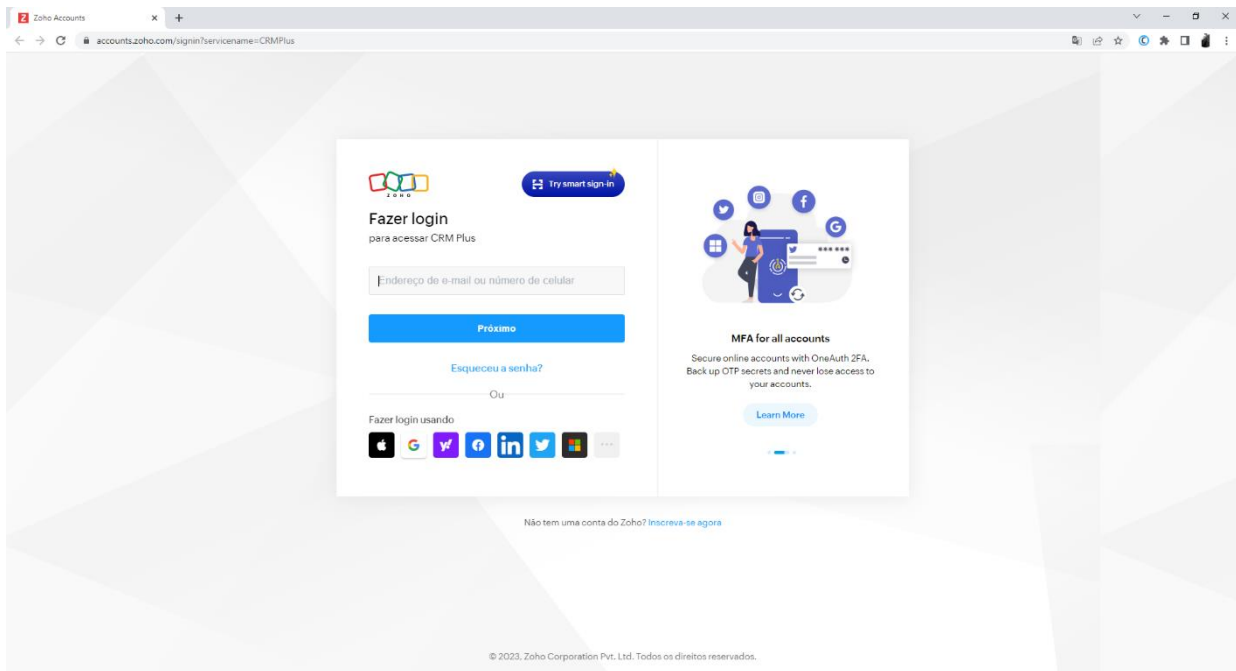 Zoho Accounts
accounts.zoho.com/signin?servicename=CRMPlus
ZOHO
Try smart sign-in
Fazer login
para acessar CRM Plus
Endereço de e-mail ou número de celular
Próximo
Esqueceu a senha?
Ou
Fazer login usando
MFA for all accounts
Secure online accounts with OneAuth 2FA.
Back up OTP secrets and never lose access to
your accounts.
Learn More
Não tem uma conta do Zoho? Inscreva-se agora
© 2023, Zoho Corporation Pvt. Ltd. Todos os direitos reservados.